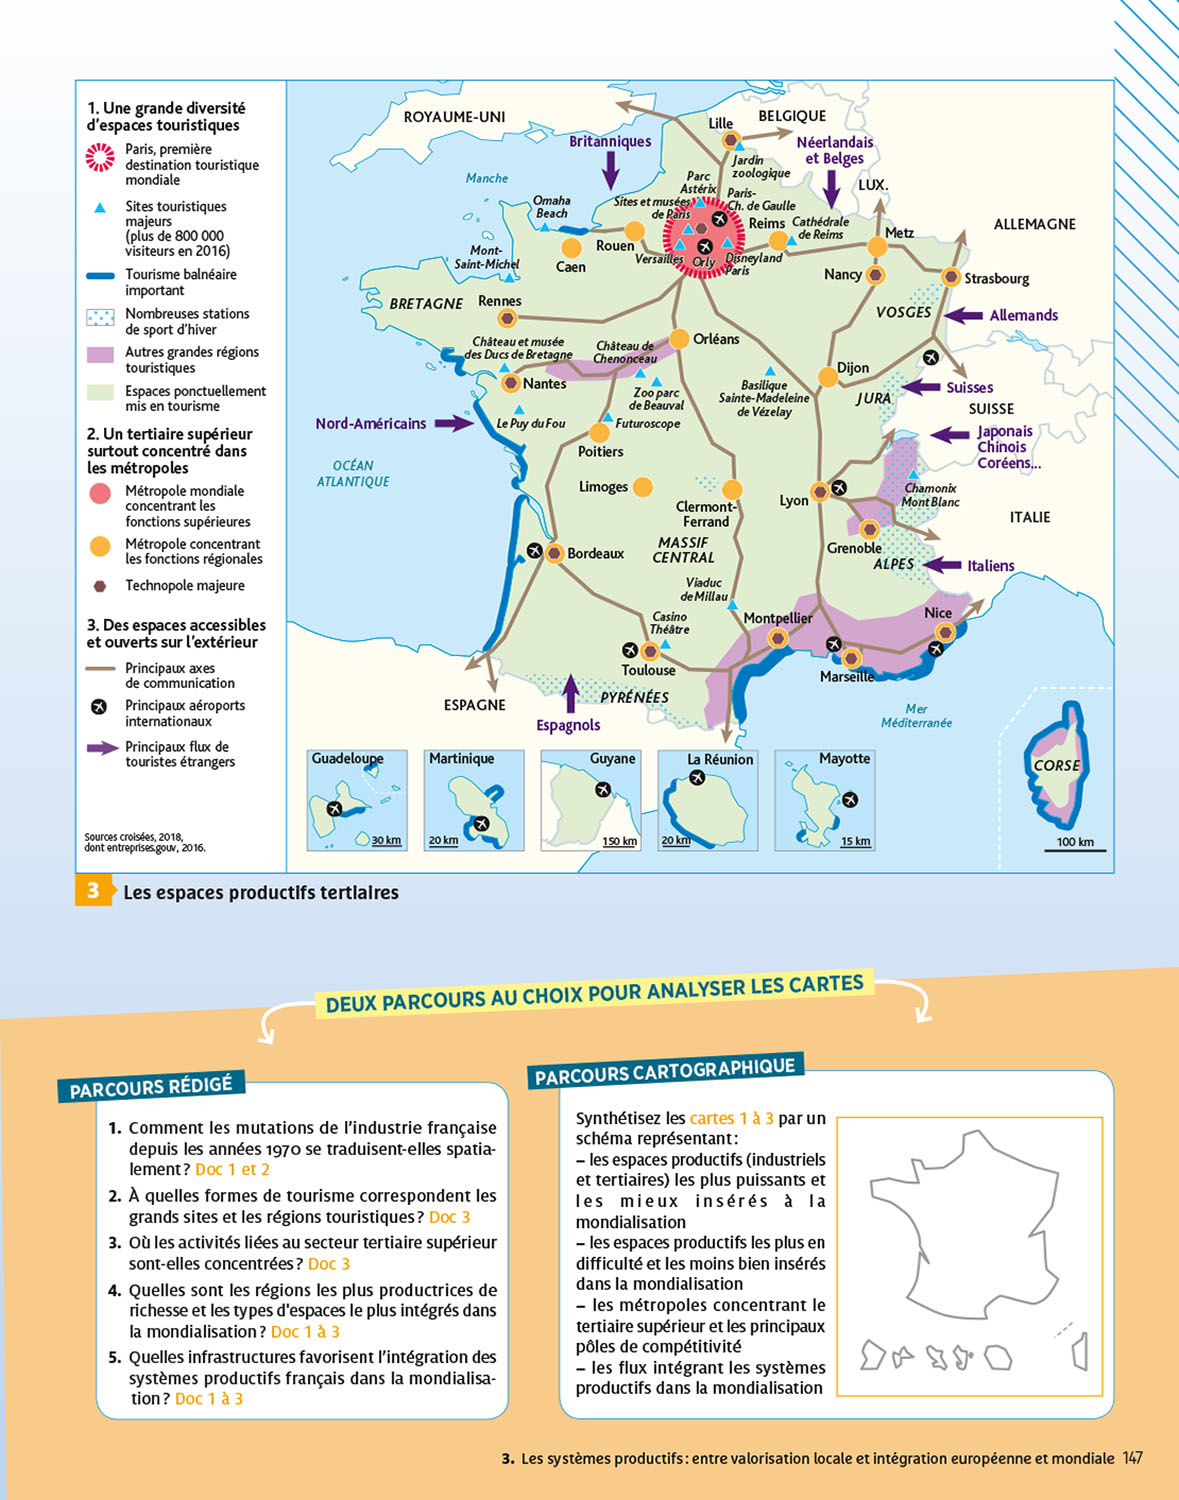 1. Une grande diversité
d'espaces touristiques
Paris, première
destination touristique
mondiale
Sites touristiques
majeurs
(plus de 800 000
visiteurs en 2016)
Tourisme balnéaire
important
Nombreuses stations
de sport d'hiver
Autres grandes régions
touristiques
Espaces ponctuellement
mis en tourisme
2. Un tertiaire supérieur
surtout concentré dans
les métropoles
Métropole mondiale
concentrant les
fonctions supérieures
Métropole concentrant
les fonctions régionales
Technopole majeure
3. Des espaces accessibles
et ouverts sur l'extérieur
Principaux axes
de communication
Principaux aéroports
internationaux
Principaux flux de
touristes étrangers
Sources croisées, 2018,
dont entreprises.gouv, 2016.
ROYAUME-UNI
BELGIQUE
Lille
Britanniques
Néerlandais
et Belges
Jardin
zoologique
Manche
LUX.
Parc
Astérix
Paris-
Ch. de Gaulle
Omaha
Beach
Sites et musées
de Paris
ALLEMAGNE
Reims
Cathédrale
de Reims
Metz
Rouen
Caen
Versailles
Orly
Disneyland
Paris
Mont-
Saint-Michel
Nancy
Strasbourg
BRETAGNE
Rennes
VOSGES
Allemands
Orléans
Château et musée
des Ducs de Bretagne
Château de
Chenonceau
Dijon
Nantes
Zoo parc
de Beauval
Basilique
Sainte-Madeleine
de Vézelay
JURA
Suisses
SUISSE
Nord-Américains
Le Puy du Fou
Futuroscope
Japonais
Chinois
Coréens...
Poitiers
OCÉAN
ATLANTIQUE
Limoges
Clermont-
Ferrand
Lyon
Chamonix
Mont Blanc
ITALIE
Grenoble
Bordeaux
MASSIF
CENTRAL
ALPES
Italiens
Viaduc
de Millau
Casino
Théâtre
Montpellier
Nice
Toulouse
Marseille
PYRÉNÉES
ESPAGNE
Espagnols
Mer
Méditerranée
Guadeloupe
30 km
Martinique
20 km
Guyane
150 km
La Réunion
20 km
Mayotte
15 km
CORSE
100 km
3 Les espaces productifs tertiaires
DEUX PARCOURS AU CHOIX POUR ANALYSER LES CARTES
PARCOURS RÉDIGÉ
1. Comment les mutations de l'industrie française
depuis les années 1970 se traduisent-elles spatia-
lement ? Doc 1 et 2
2. À quelles formes de tourisme correspondent les
grands sites et les régions touristiques ? Doc 3
3. Où les activités liées au secteur tertiaire supérieur
sont-elles concentrées ? Doc 3
4. Quelles sont les régions les plus productrices de
richesse et les types d'espaces le plus intégrés dans
la mondialisation ? Doc 1 à 3
5. Quelles infrastructures favorisent l'intégration des
systèmes productifs français dans la mondialisa-
tion ? Doc 1 à 3
PARCOURS CARTOGRAPHIQUE
Synthétisez les cartes 1 à 3 par un
schéma représentant :
– les espaces productifs (industriels
et tertiaires) les plus puissants et
les mieux insérés à la
mondialisation
– les espaces productifs les plus en
difficulté et les moins bien insérés
dans la mondialisation
– les métropoles concentrant le
tertiaire supérieur et les principaux
pôles de compétitivité
– les flux intégrant les systèmes
productifs dans la mondialisation
3. Les systèmes productifs : entre valorisation locale et intégration européenne et mondiale 147